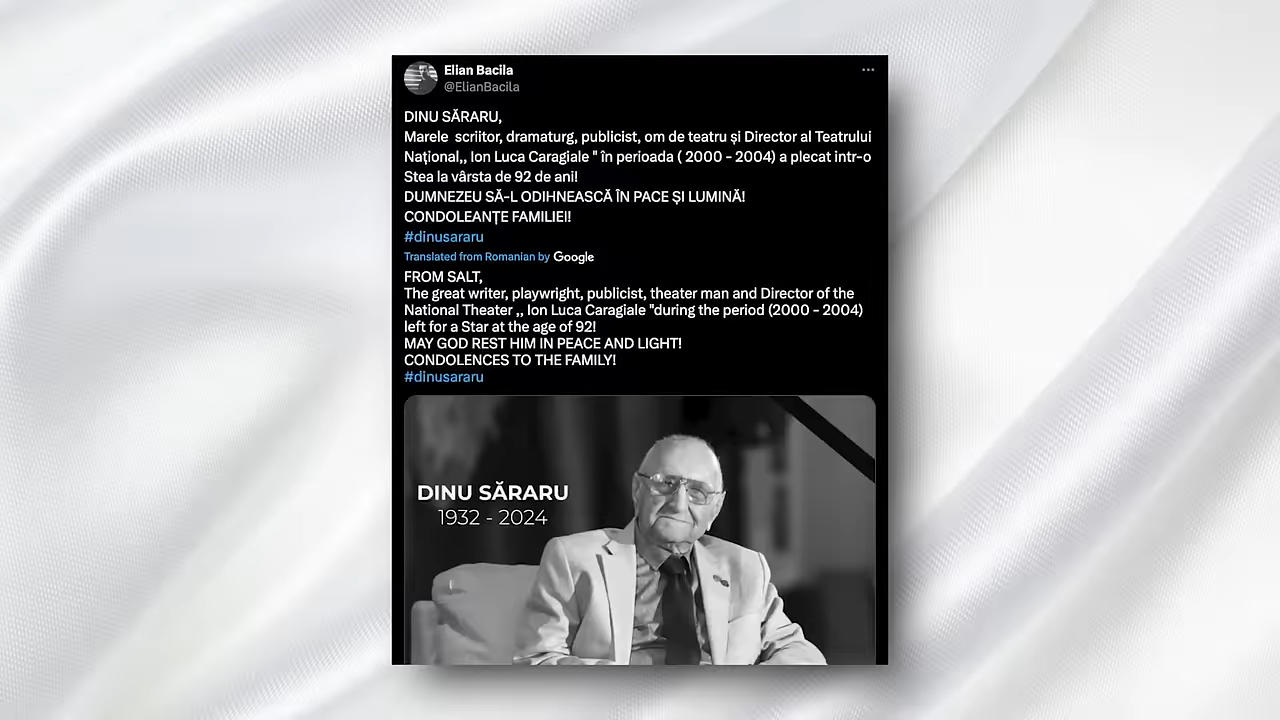 Elian Bacila
@ElianBacila
DINU SĂRARU,
Marele scriitor, dramaturg, publicist, om de teatru și Director al Teatrului
Național,, Ion Luca Caragiale " în perioada ( 2000 - 2004) a plecat intr-o
Stea la vârsta de 92 de ani!
DUMNEZEU SĂ-L ODIHNEASCĂ ÎN PACE ȘI LUMINĂ!
CONDOLEANȚE FAMILIEI!
#dinusararu
Translated from Romanian by Google
FROM SALT,
The great writer, playwright, publicist, theater man and Director of the
National Theater ,, Ion Luca Caragiale "during the period (2000 - 2004)
left for a Star at the age of 92!
MAY GOD REST HIM IN PEACE AND LIGHT!
CONDOLENCES TO THE FAMILY!
#dinusararu
DINU SĂRARU
1932 - 2024